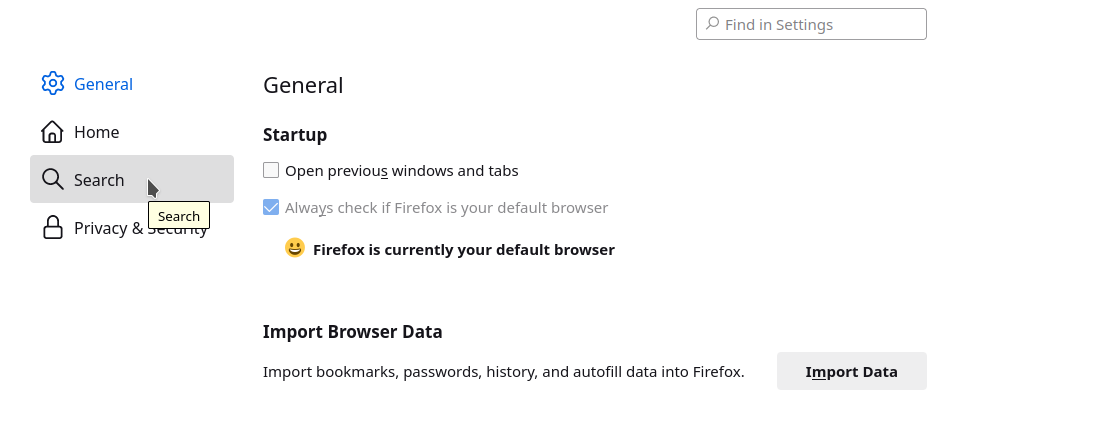 Find in Settings
General
Home
Search
Search
Privacy & Security
General
Startup
Open previous windows and tabs
Always check if Firefox is your default browser
Firefox is currently your default browser
Import Browser Data
Import bookmarks, passwords, history, and autofill data into Firefox.
Import Data